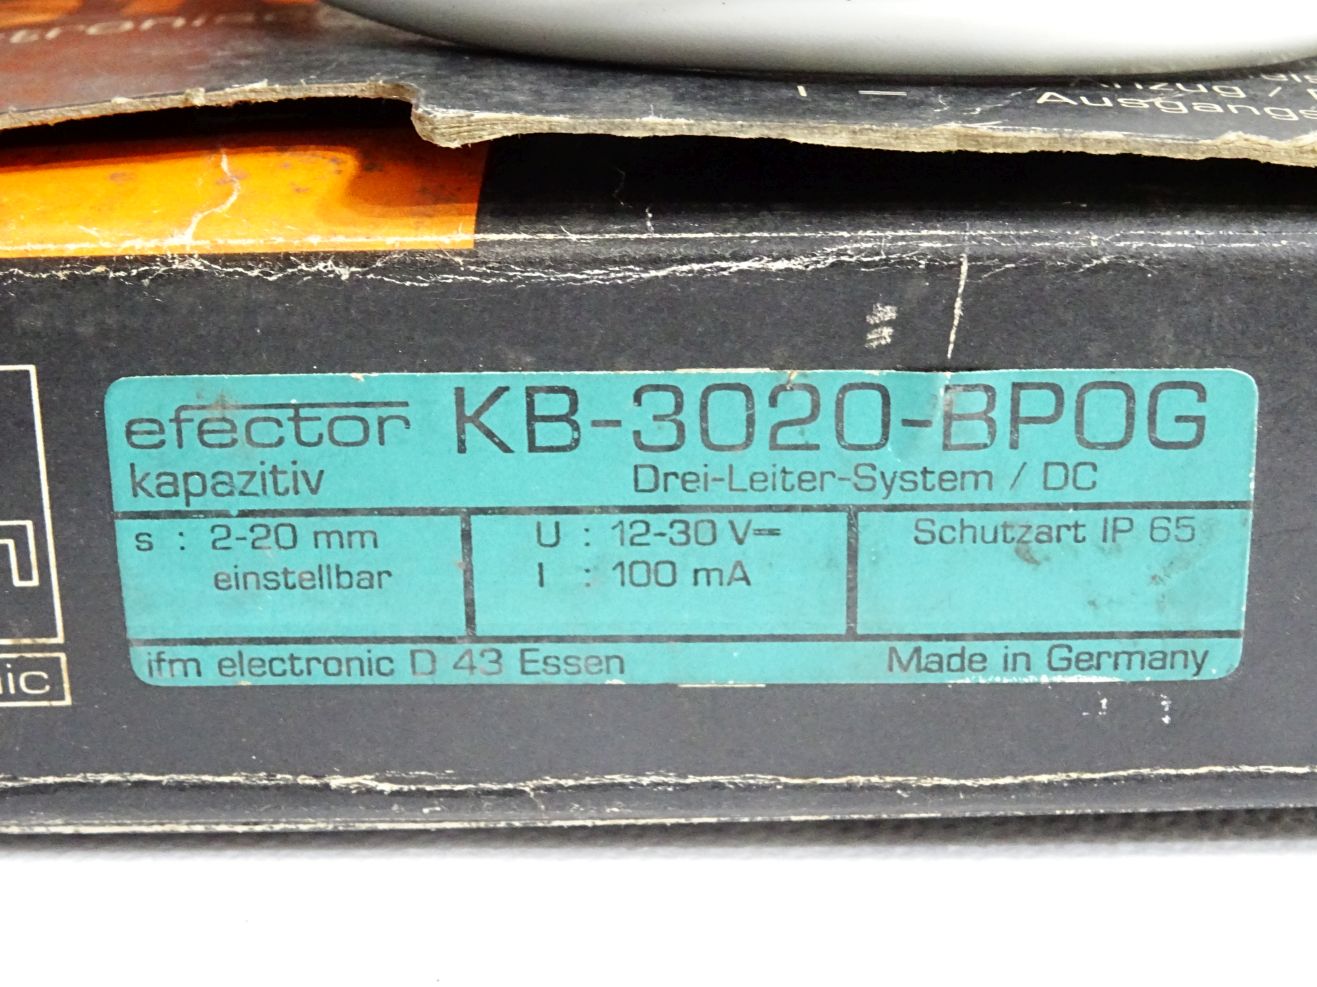 Anzug /
Ausgangs
efector KB-3020-BPOG
kapazitiv Drei-Leiter-System / DC
s : 2-20 mm
einstellbar
U : 12-30 V⎓
I : 100 mA
Schutzart IP 65
ifm electronic D 43 Essen Made in Germany